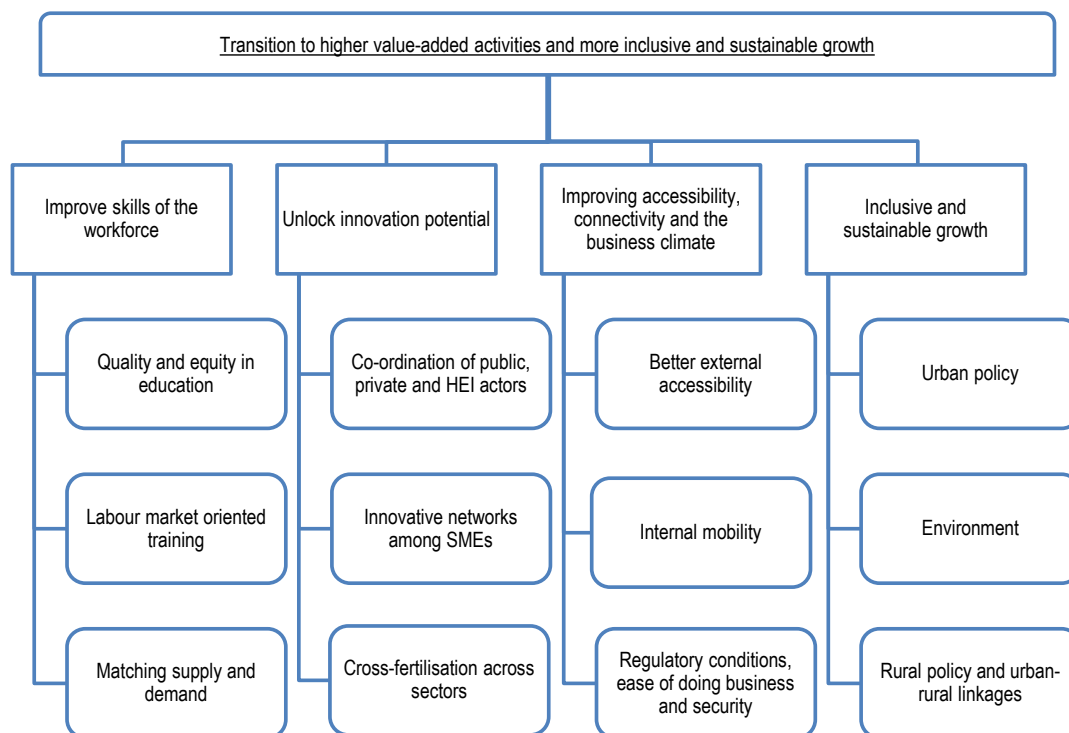 Transition to higher value-added activities and more inclusive and sustainable growth
Improve skills of the
workforce
Unlock innovation potential
Improving accessibility,
connectivity and the
business climate
Inclusive and
sustainable growth
Quality and equity in
education
Co-ordination of public,
private and HEI actors
Better external
accessibility
Urban policy
Labour market oriented
training
Innovative networks
among SMEs
Internal mobility
Environment
Matching supply and
demand
Cross-fertilisation across
sectors
Regulatory conditions,
ease of doing business
and security
Rural policy and urban-
rural linkages